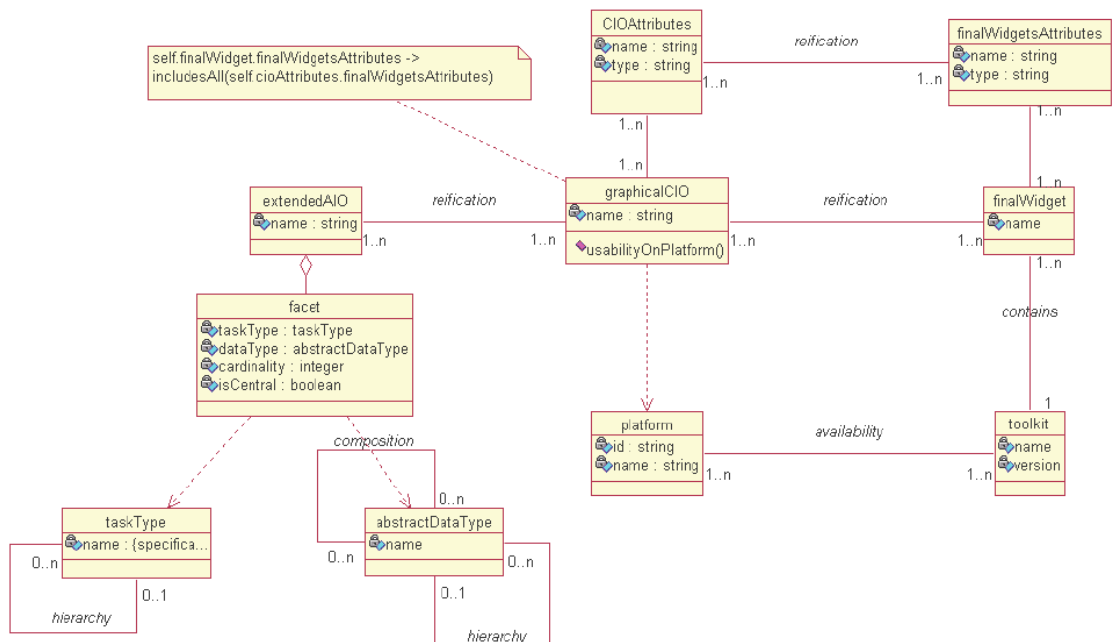 CIOAttributes
name : string
type : string
reification
finalWidgetsAttributes
name : string
type : string
1..n
1..n
1..n
1..n
self.finalWidget.finalWidgetsAttributes ->
includesAll(self.cioAttributes.finalWidgetsAttributes)
1..n
1..n
extendedAIO
name : string
reification
1..n
1..n
graphicalCIO
name : string
usabilityOnPlatform()
reification
1..n
1..n
finalWidget
name
1..n
contains
1
facet
taskType : taskType
dataType : abstractDataType
cardinality : integer
isCentral : boolean
platform
id : string
name : string
availability
1..n
1..n
toolkit
name
version
composition
0..n
0..n
taskType
name : {specifica...
0..n
0..1
hierarchy
abstractDataType
name
0..n
0..1
hierarchy